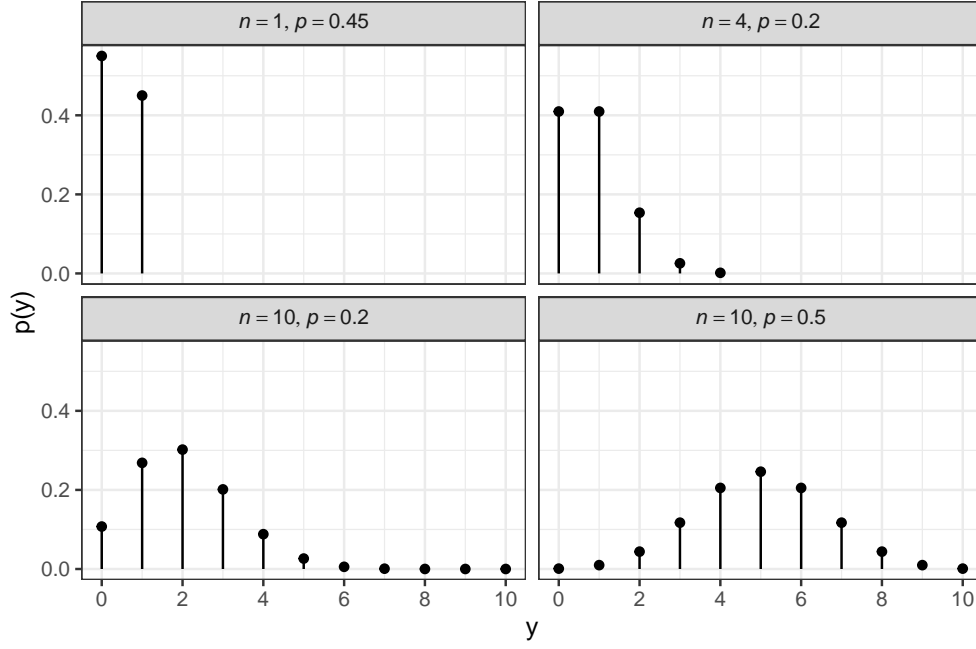 n = 1, p = 0.45
n = 4, p = 0.2
0.4
0.2
0.0
n = 10, p = 0.2
n = 10, p = 0.5
0.4
0.2
0.0
0 2 4 6 8 10
0 2 4 6 8 10
p(y)
y